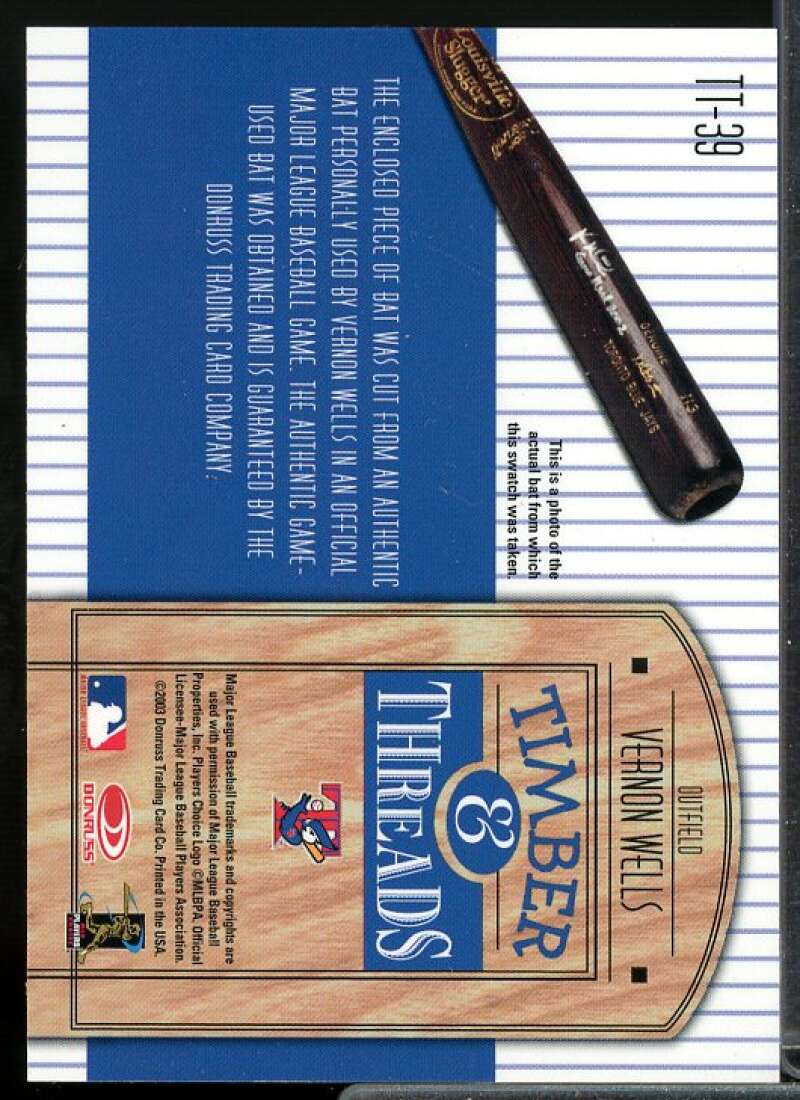 TT-39
Louisville
Slugger
GENUINE
TORONTO BLUE JAYS
This is a photo of the
actual bat from which
this swatch was taken.
THE ENCLOSED PIECE OF BAT WAS CUT FROM AN AUTHENTIC
BAT PERSONALLY USED BY VERNON WELLS IN AN OFFICIAL
MAJOR LEAGUE BASEBALL GAME. THE AUTHENTIC GAME-
USED BAT WAS OBTAINED AND IS GUARANTEED BY THE
DONRUSS TRADING CARD COMPANY.
OUTFIELD
VERNON WELLS
TIMBER
&
THREADS
T
Major League Baseball trademarks and copyrights are
used with permission of Major League Baseball
Properties, Inc. Players Choice Logo ©MLBPA, Official
Licensee-Major League Baseball Players Association.
©2003 Donruss Trading Card Co. Printed in the USA.
DONRUSS
PLAYERS